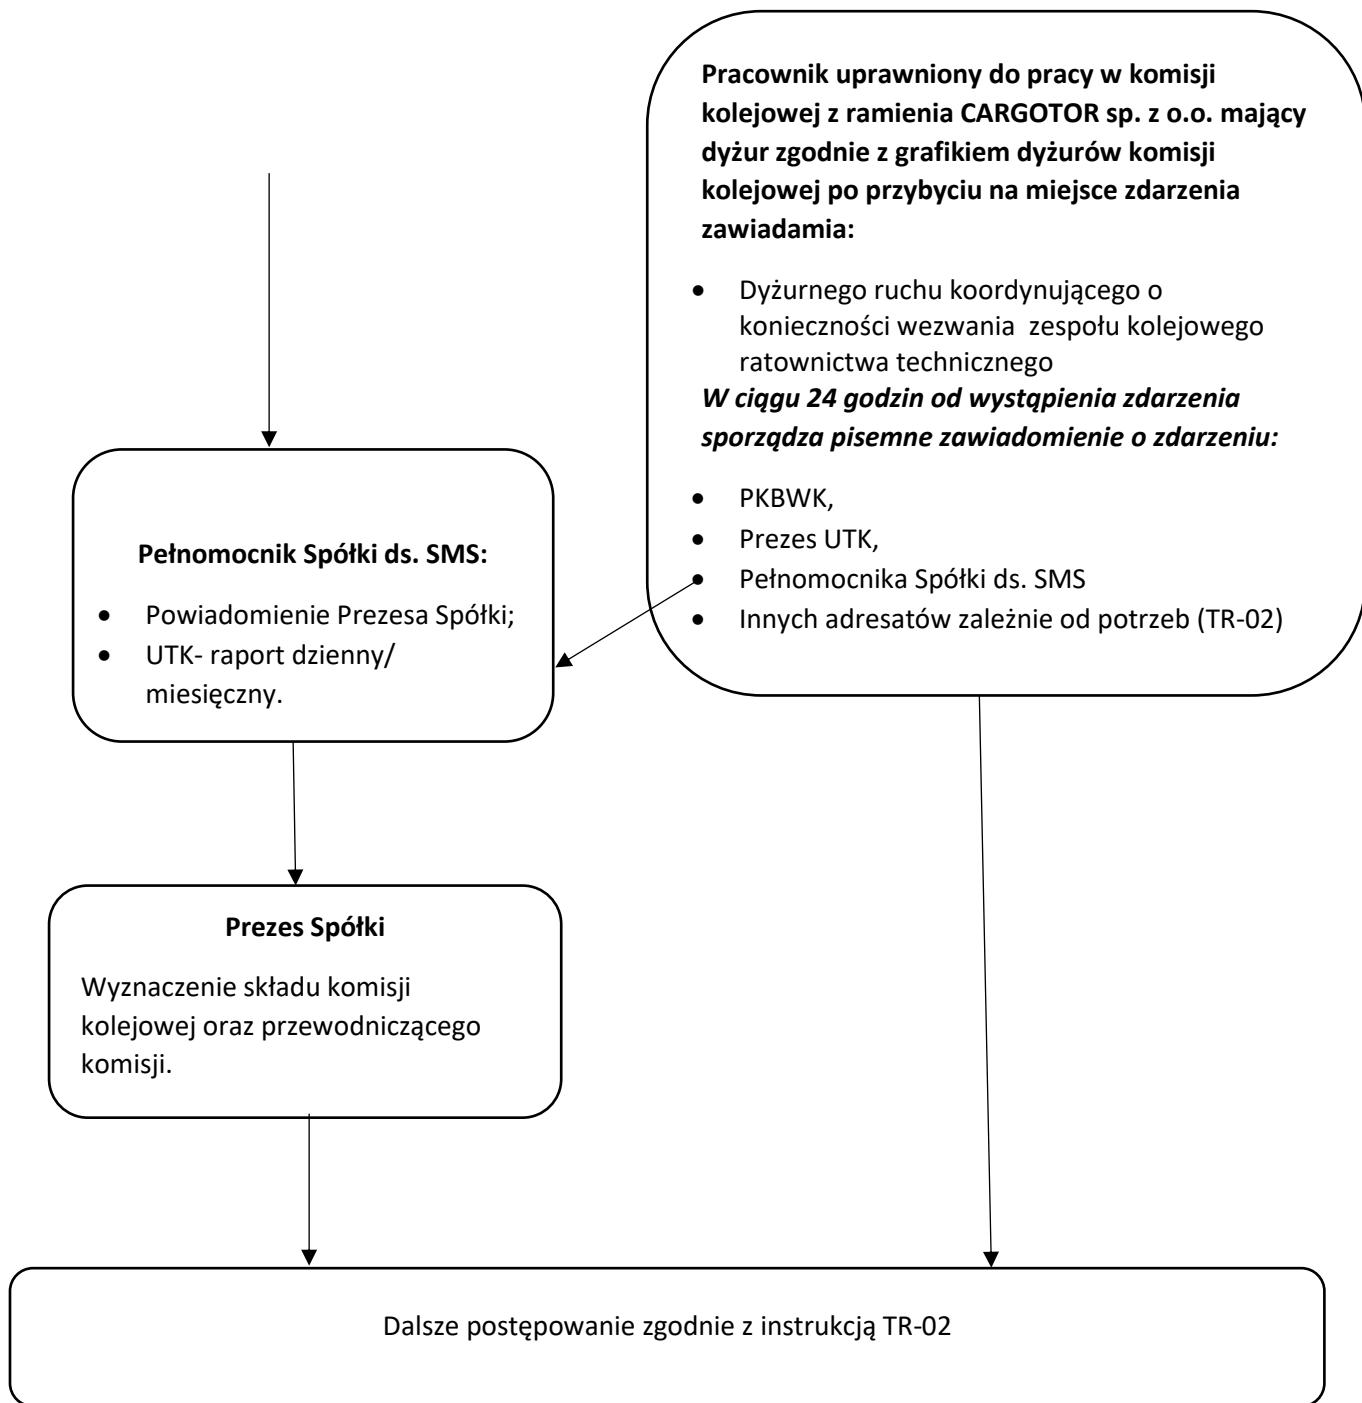 Pracownik uprawniony do pracy w komisji
kolejowej z ramienia CARGOTOR sp. z o.o. mający
dyżur zgodnie z grafikiem dyżurów komisji
kolejowej po przybyciu na miejsce zdarzenia
zawiadamia:
• Dyżurnego ruchu koordynującego o
konieczności wezwania zespołu kolejowego
ratownictwa technicznego
W ciągu 24 godzin od wystąpienia zdarzenia
sporządza pisemne zawiadomienie o zdarzeniu:
• PKBWK,
• Prezes UTK,
• Pełnomocnika Spółki ds. SMS
• Innych adresatów zależnie od potrzeb (TR-02)
Pełnomocnik Spółki ds. SMS:
• Powiadomienie Prezesa Spółki;
• UTK- raport dzienny/
miesięczny.
Prezes Spółki
Wyznaczenie składu komisji
kolejowej oraz przewodniczącego
komisji.
Dalsze postępowanie zgodnie z instrukcją TR-02